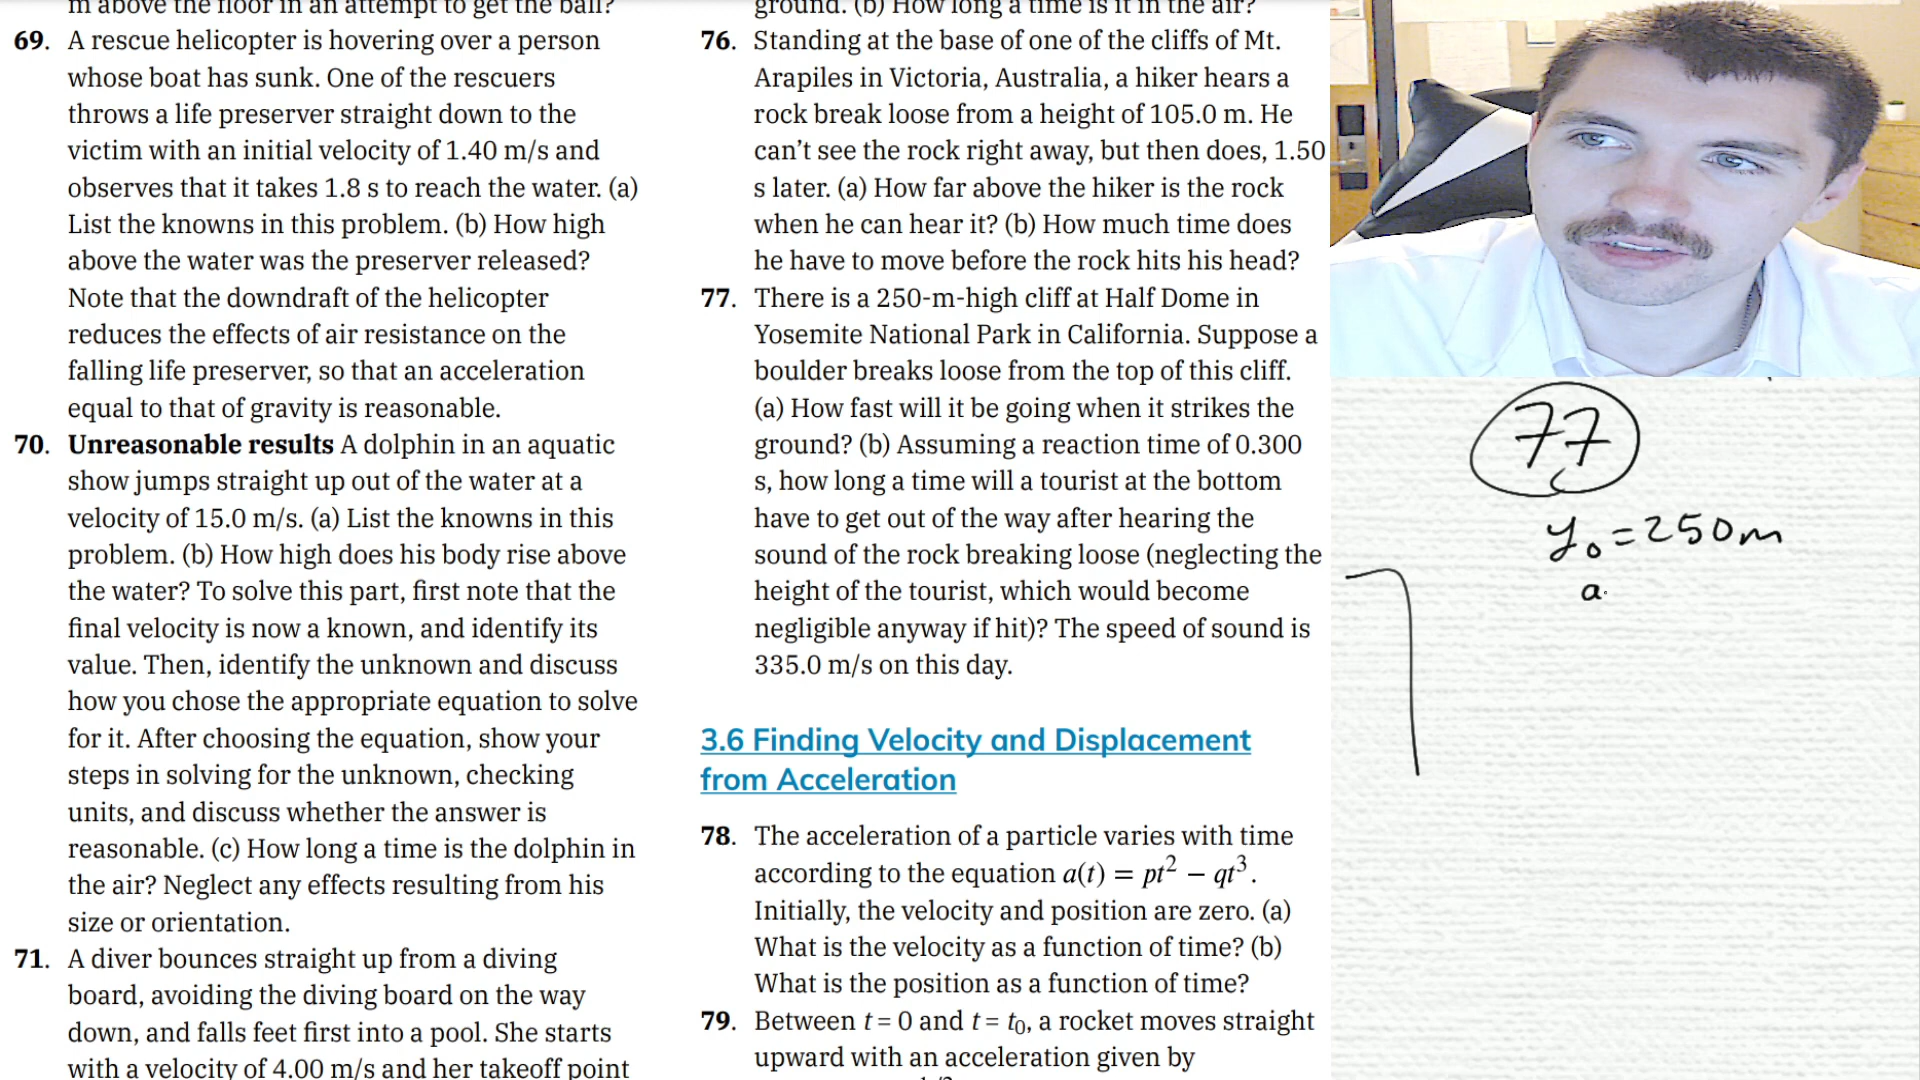 m above the floor in an attempt to get the ball?
69. A rescue helicopter is hovering over a person
whose boat has sunk. One of the rescuers
throws a life preserver straight down to the
victim with an initial velocity of 1.40 m/s and
observes that it takes 1.8 s to reach the water. (a)
List the knowns in this problem. (b) How high
above the water was the preserver released?
Note that the downdraft of the helicopter
reduces the effects of air resistance on the
falling life preserver, so that an acceleration
equal to that of gravity is reasonable.
70. Unreasonable results A dolphin in an aquatic
show jumps straight up out of the water at a
velocity of 15.0 m/s. (a) List the knowns in this
problem. (b) How high does his body rise above
the water? To solve this part, first note that the
final velocity is now a known, and identify its
value. Then, identify the unknown and discuss
how you chose the appropriate equation to solve
for it. After choosing the equation, show your
steps in solving for the unknown, checking
units, and discuss whether the answer is
reasonable. (c) How long a time is the dolphin in
the air? Neglect any effects resulting from his
size or orientation.
71. A diver bounces straight up from a diving
board, avoiding the diving board on the way
down, and falls feet first into a pool. She starts
with a velocity of 4.00 m/s and her takeoff point
ground. (b) How long a time is it in the air?
76. Standing at the base of one of the cliffs of Mt.
Arapiles in Victoria, Australia, a hiker hears a
rock break loose from a height of 105.0 m. He
can't see the rock right away, but then does, 1.50
s later. (a) How far above the hiker is the rock
when he can hear it? (b) How much time does
he have to move before the rock hits his head?
77. There is a 250-m-high cliff at Half Dome in
Yosemite National Park in California. Suppose a
boulder breaks loose from the top of this cliff.
(a) How fast will it be going when it strikes the
ground? (b) Assuming a reaction time of 0.300
s, how long a time will a tourist at the bottom
have to get out of the way after hearing the
sound of the rock breaking loose (neglecting the
height of the tourist, which would become
negligible anyway if hit)? The speed of sound is
335.0 m/s on this day.
3.6 Finding Velocity and Displacement
from Acceleration
78. The acceleration of a particle varies with time
according to the equation a(t) = pt² − qt³.
Initially, the velocity and position are zero. (a)
What is the velocity as a function of time? (b)
What is the position as a function of time?
79. Between t = 0 and t = t₀, a rocket moves straight
upward with an acceleration given by
77
y₀ = 250m
a